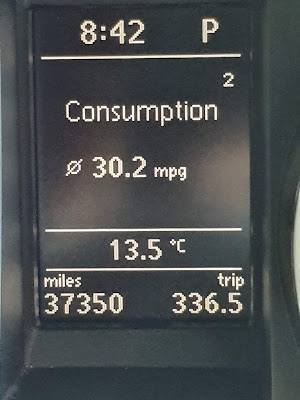 8:42 P
2
Consumption
⌀ 30.2 mpg
13.5 °C
miles trip
37350 336.5